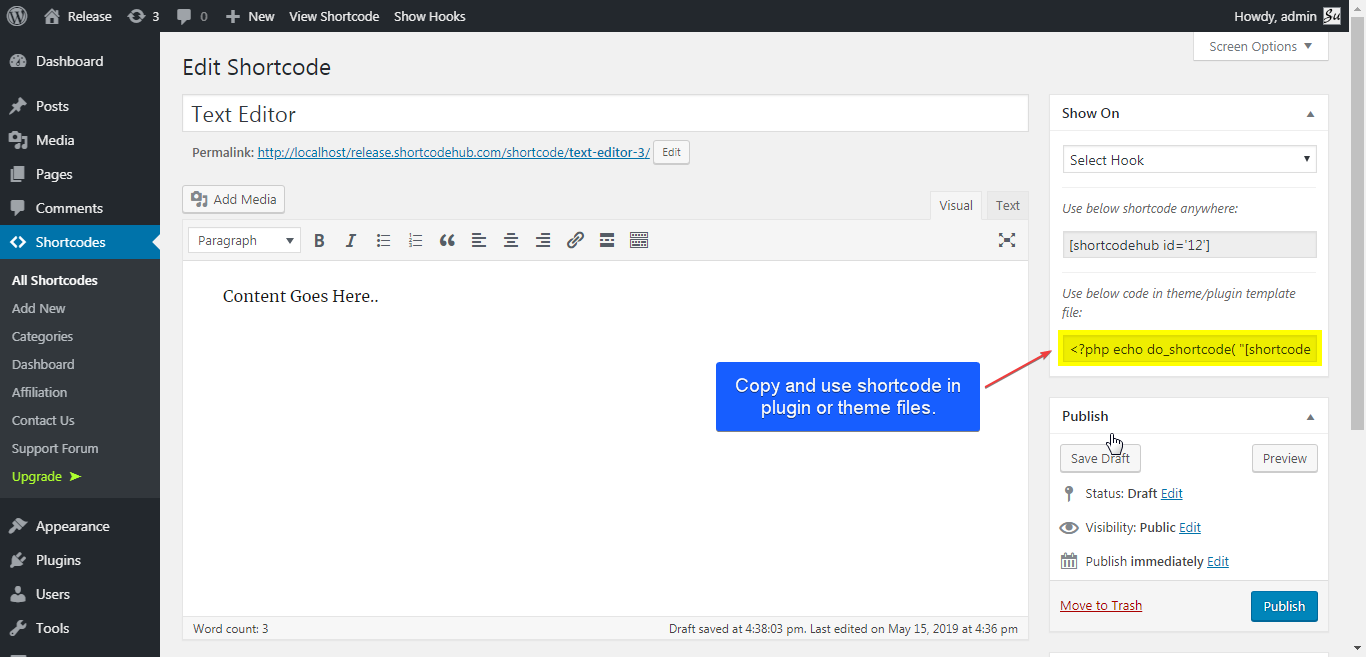 Release 3 0 New View Shortcode Show Hooks Howdy, admin Su
Dashboard
Posts
Media
Pages
Comments
Shortcodes
All Shortcodes
Add New
Categories
Dashboard
Affiliation
Contact Us
Support Forum
Upgrade ➤
Appearance
Plugins
Users
Tools
Screen Options ▼
Edit Shortcode
Text Editor
Permalink: http://localhost/release.shortcodehub.com/shortcode/text-editor-3/ Edit
Add Media
Visual Text
Paragraph B I
Content Goes Here..
Copy and use shortcode in
plugin or theme files.
Word count: 3 Draft saved at 4:38:03 pm. Last edited on May 15, 2019 at 4:36 pm
Show On
Select Hook
Use below shortcode anywhere:
[shortcodehub id='12']
Use below code in theme/plugin template
file:
<?php echo do_shortcode( "[shortcode
Publish
Save Draft Preview
Status: Draft Edit
Visibility: Public Edit
Publish immediately Edit
Move to Trash Publish